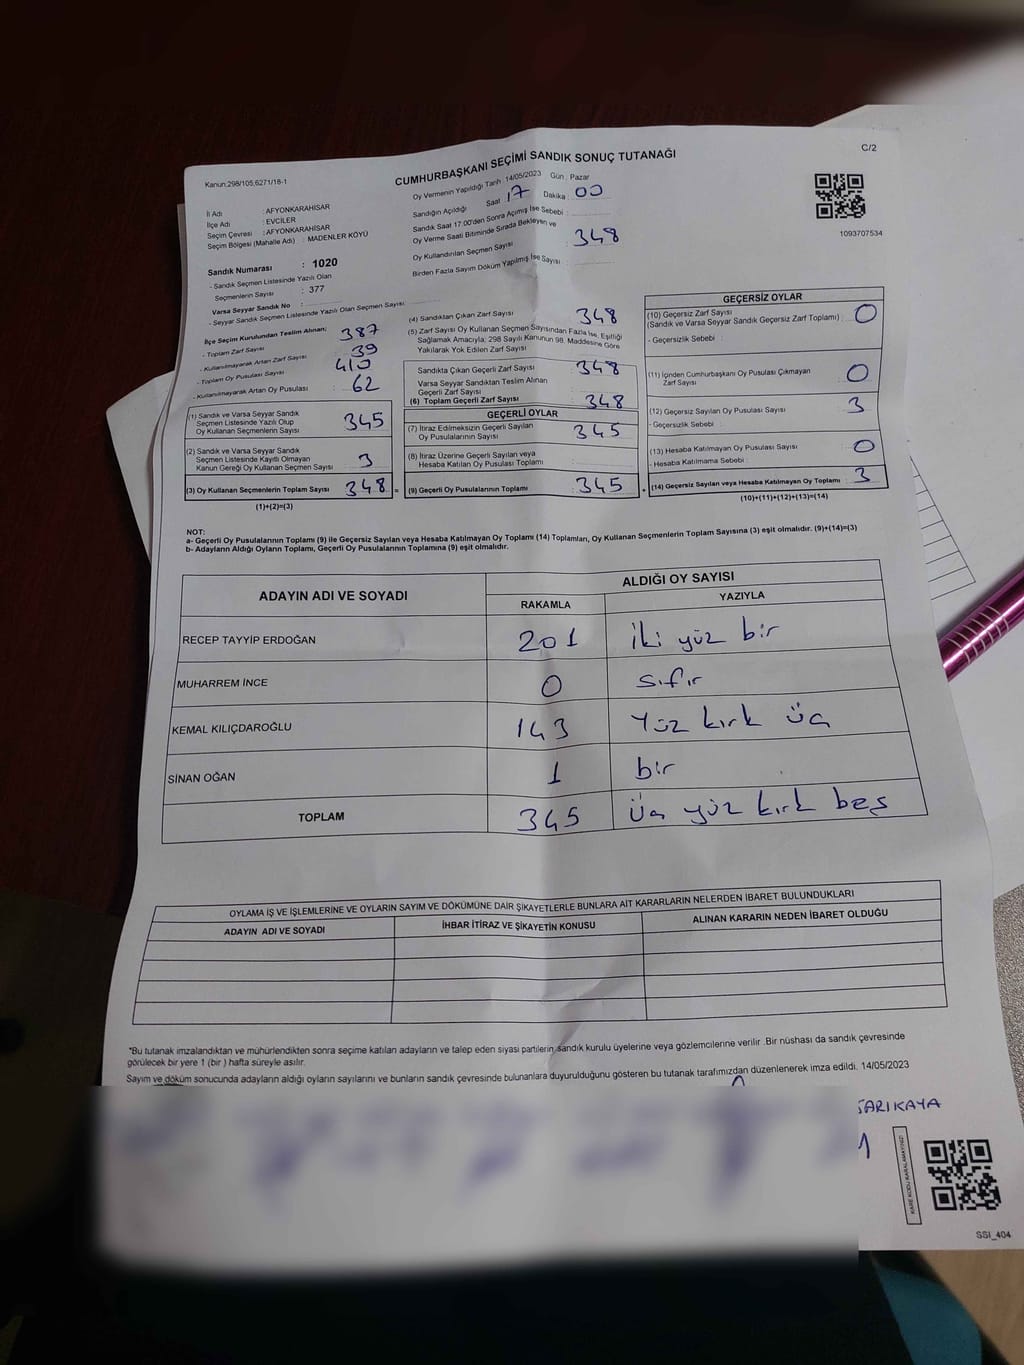 C/2
Kanun:298/105,6271/18-1
CUMHURBAŞKANI SEÇİMİ SANDIK SONUÇ TUTANAĞI
İl Adı : AFYONKARAHİSAR
İlçe Adı : EVCİLER
Seçim Çevresi : AFYONKARAHİSAR
Seçim Bölgesi (Mahalle Adı) : MADENLER KÖYÜ
Sandık Numarası : 1020
- Sandık Seçmen Listesinde Yazılı Olan
Seçmenlerin Sayısı : 377
Varsa Seyyar Sandık No :
- Seyyar Sandık Seçmen Listesinde Yazılı Olan Seçmen Sayısı:
Oy Vermenin Yapıldığı Tarih 14/05/2023 Gün : Pazar
Sandığın Açıldığı Saat 17 Dakika : 00
Sandık Saat 17:00'den Sonra Açılmış İse Sebebi :
Oy Verme Saati Bitiminde Sırada Bekleyen ve
Oy Kullandırılan Seçmen Sayısı : 348
Birden Fazla Sayım Döküm Yapılmış İse Sayısı :
1093707534
İlçe Seçim Kurulundan Teslim Alınan:
- Toplam Zarf Sayısı 387
- Kullanılmayarak Artan Zarf Sayısı 39
- Toplam Oy Pusulası Sayısı 410
- Kullanılmayarak Artan Oy Pusulası : 62
(1) Sandık ve Varsa Seyyar Sandık
Seçmen Listesinde Yazılı Olup
Oy Kullanan Seçmenlerin Sayısı 345
(2) Sandık ve Varsa Seyyar Sandık
Seçmen Listesinde Kayıtlı Olmayan
Kanun Gereği Oy Kullanan Seçmen Sayısı 3
(3) Oy Kullanan Seçmenlerin Toplam Sayısı 348 =
(1)+(2)=(3)
(4) Sandıktan Çıkan Zarf Sayısı 348
(5) Zarf Sayısı Oy Kullanan Seçmen Sayısından Fazla İse, Eşitliği
Sağlamak Amacıyla; 298 Sayılı Kanunun 98. Maddesine Göre
Yakılarak Yok Edilen Zarf Sayısı
Sandıkta Çıkan Geçerli Zarf Sayısı : 348
Varsa Seyyar Sandıktan Teslim Alınan
Geçerli Zarf Sayısı
(6) Toplam Geçerli Zarf Sayısı : 348
GEÇERLİ OYLAR
(7) İtiraz Edilmeksizin Geçerli Sayılan
Oy Pusulalarının Sayısı : 345
(8) İtiraz Üzerine Geçerli Sayılan veya
Hesaba Katılan Oy Pusulası Toplamı
(9) Geçerli Oy Pusulalarının Toplamı : 345 +
GEÇERSİZ OYLAR
(10) Geçersiz Zarf Sayısı
(Sandık ve Varsa Seyyar Sandık Geçersiz Zarf Toplamı) : 0
- Geçersizlik Sebebi :
(11) İçinden Cumhurbaşkanı Oy Pusulası Çıkmayan
Zarf Sayısı : 0
(12) Geçersiz Sayılan Oy Pusulası Sayısı : 3
- Geçersizlik Sebebi :
(13) Hesaba Katılmayan Oy Pusulası Sayısı : 0
- Hesaba Katılmama Sebebi :
(14) Geçersiz Sayılan veya Hesaba Katılmayan Oy Toplamı : 3
(10)+(11)+(12)+(13)=(14)
NOT:
a- Geçerli Oy Pusulalarının Toplamı (9) ile Geçersiz Sayılan veya Hesaba Katılmayan Oy Toplamı (14) Toplamları, Oy Kullanan Seçmenlerin Toplam Sayısına (3) eşit olmalıdır. (9)+(14)=(3)
b- Adayların Aldığı Oyların Toplamı, Geçerli Oy Pusulalarının Toplamına (9) eşit olmalıdır.
ADAYIN ADI VE SOYADI ALDIĞI OY SAYISI
RAKAMLA YAZIYLA
RECEP TAYYİP ERDOĞAN 201 iki yüz bir
MUHARREM İNCE 0 sıfır
KEMAL KILIÇDAROĞLU 143 Yüz kırk üç
SİNAN OĞAN 1 bir
TOPLAM 345 Üç yüz kırk beş
OYLAMA İŞ VE İŞLEMLERİNE VE OYLARIN SAYIM VE DÖKÜMÜNE DAİR ŞİKAYETLERLE BUNLARA AİT KARARLARIN NELERDEN İBARET BULUNDUKLARI
ADAYIN ADI VE SOYADI İHBAR İTİRAZ VE ŞİKAYETİN KONUSU ALINAN KARARIN NEDEN İBARET OLDUĞU
*Bu tutanak imzalandıktan ve mühürlendikten sonra seçime katılan adayların ve talep eden siyasi partilerin sandık kurulu üyelerine veya gözlemcilerine verilir .Bir nüshası da sandık çevresinde
görülecek bir yere 1 (bir ) hafta süreyle asılır.
Sayım ve döküm sonucunda adayların aldığı oyların sayılarını ve bunların sandık çevresinde bulunanlara duyurulduğunu gösteren bu tutanak tarafımızdan düzenlenerek imza edildi. 14/05/2023
SARIKAYA
KARE KODU KARALAMAYINIZ!
SSI_404